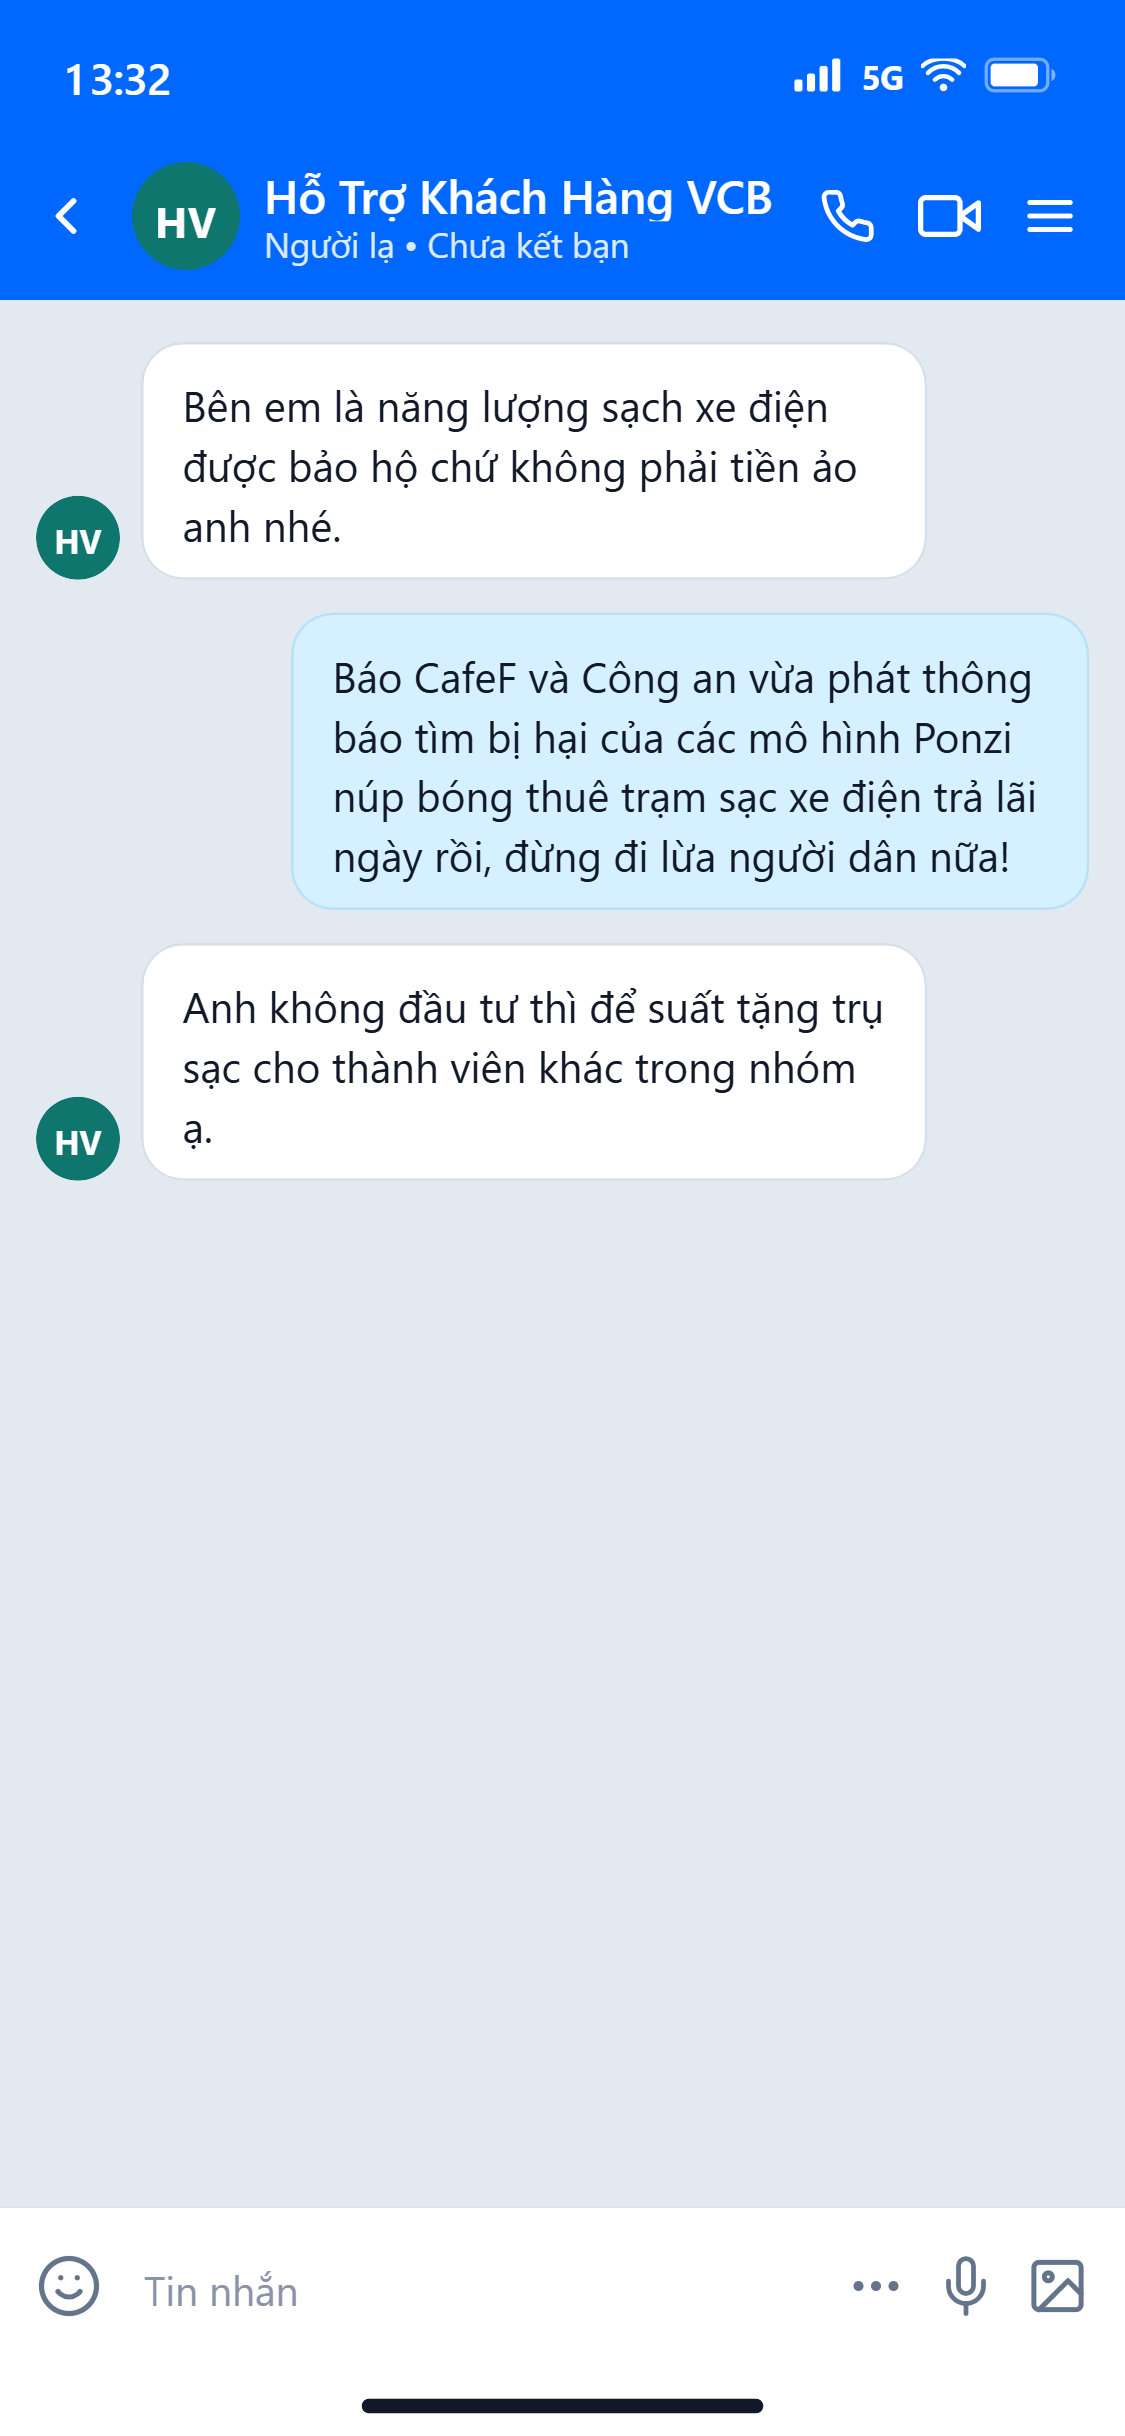 13:32
5G
HV
Hỗ Trợ Khách Hàng VCB
Người lạ • Chưa kết bạn
Bên em là năng lượng sạch xe điện
được bảo hộ chứ không phải tiền ảo
anh nhé.
HV
Báo CafeF và Công an vừa phát thông
báo tìm bị hại của các mô hình Ponzi
núp bóng thuê trạm sạc xe điện trả lãi
ngày rồi, đừng đi lừa người dân nữa!
Anh không đầu tư thì để suất tặng trụ
sạc cho thành viên khác trong nhóm
ạ.
HV
Tin nhắn